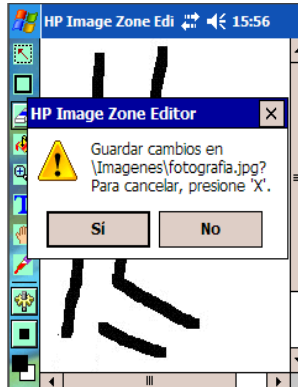 HP Image Zone Edi 15:56
HP Image Zone Editor
Guardar cambios en
\Imagenes\fotografia.jpg?
Para cancelar, presione 'X'.
Sí No
T